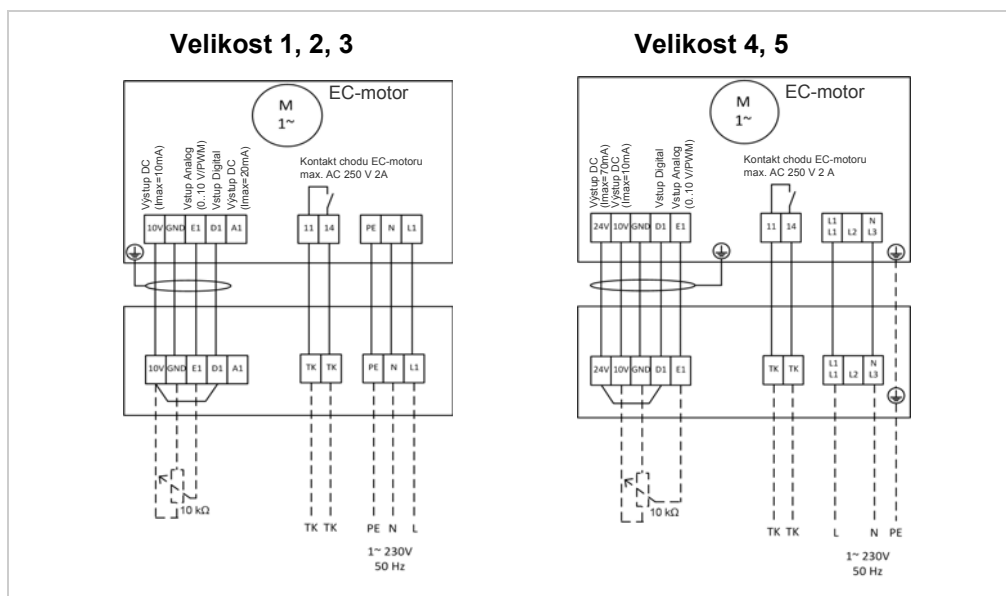 Velikost 1, 2, 3
EC-motor
M
1~
Výstup DC
(Imax=10mA)
Vstup Analog
(0..10 V/PWM)
Vstup Digital
Výstup DC
(Imax=20mA)
Kontakt chodu EC-motoru
max. AC 250 V 2A
10V GND E1 D1 A1
11 14
PE N L1
10V GND E1 D1 A1
TK TK
PE N L1
10 kΩ
TK TK PE N L
1~ 230V
50 Hz
Velikost 4, 5
EC-motor
M
1~
Výstup DC
(Imax=70mA)
Výstup DC
(Imax=10mA)
Vstup Digital
Vstup Analog
(0..10 V/PWM)
Kontakt chodu EC-motoru
max. AC 250 V 2 A
24V 10V GND D1 E1
11 14
L1 N
L1 L2 L3
24V 10V GND D1 E1
TK TK
L1 N
L1 L2 L3
10 kΩ
TK TK L N PE
1~ 230V
50 Hz